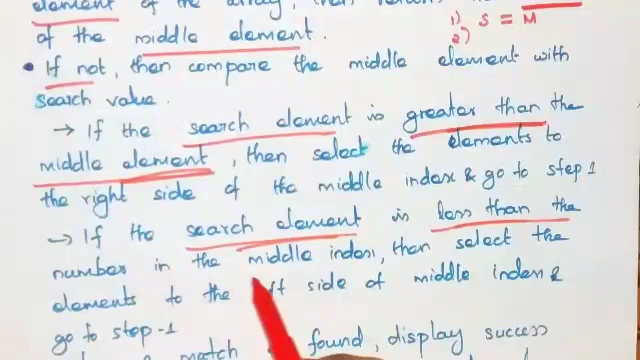 element of the array, then
of the middle element.
1) S = M
2)
• If not, then compare the middle element with
search value.
→ If the search element is greater than the
middle element, then select the elements to
the right side of the middle index & go to step 1
→ If the search element is less than the
number in the middle index, then select the
elements to the side of middle index &
go to step-1
match found, display success